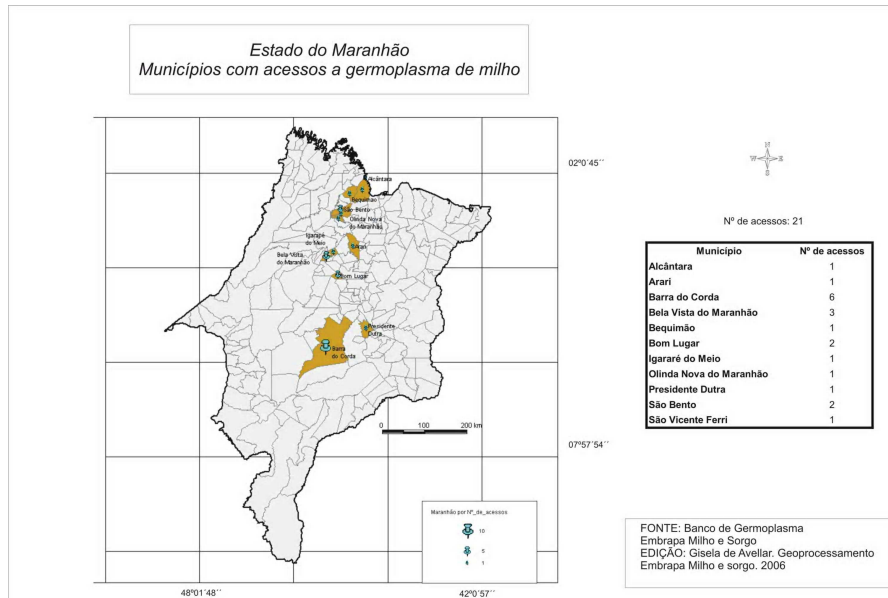 Estado do Maranhão
Municípios com acessos a germoplasma de milho
02º0´45´´
N
W
E
S
Alcântara
Bequimão
São Bento
Olinda Nova
do Maranhão
Igararé
do Meio
Arari
Bela Vista
do Maranhão
Bom Lugar
Presidente
Dutra
Barra
do Corda
Nº de acessos: 21
Município Nº de acessos
Alcântara 1
Arari 1
Barra do Corda 6
Bela Vista do Maranhão 3
Bequimão 1
Bom Lugar 2
Igararé do Meio 1
Olinda Nova do Maranhão 1
Presidente Dutra 1
São Bento 2
São Vicente Ferri 1
0 100 200 km
07º57´54´´
Maranhão por Nº_de_acessos
10
5
1
48º01´48´´
42º0´57´´
FONTE: Banco de Germoplasma
Embrapa Milho e Sorgo
EDIÇÃO: Gisela de Avellar. Geoprocessamento
Embrapa Milho e sorgo. 2006